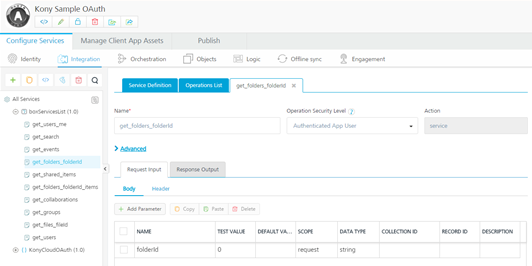 Kony Sample OAuth
Configure Services Manage Client App Assets Publish
Identity Integration Orchestration Objects Logic Offline sync Engagement
Service Definition Operations List get_folders_folderId
All Services
boxServicesList (1.0)
get_users_me
get_search
get_events
get_folders_folderId
get_shared_items
get_folders_folderId_items
get_collaborations
get_groups
get_files_fileId
get_users
KonyCloudOAuth (1.0)
Name* Operation Security Level Action
get_folders_folderId Authenticated App User service
Advanced
Request Input Response Output
Body Header
+ Add Parameter Copy Paste Delete
NAME TEST VALUE DEFAULT VA... SCOPE DATA TYPE COLLECTION ID RECORD ID DESCRIPTION
folderId 0 request string